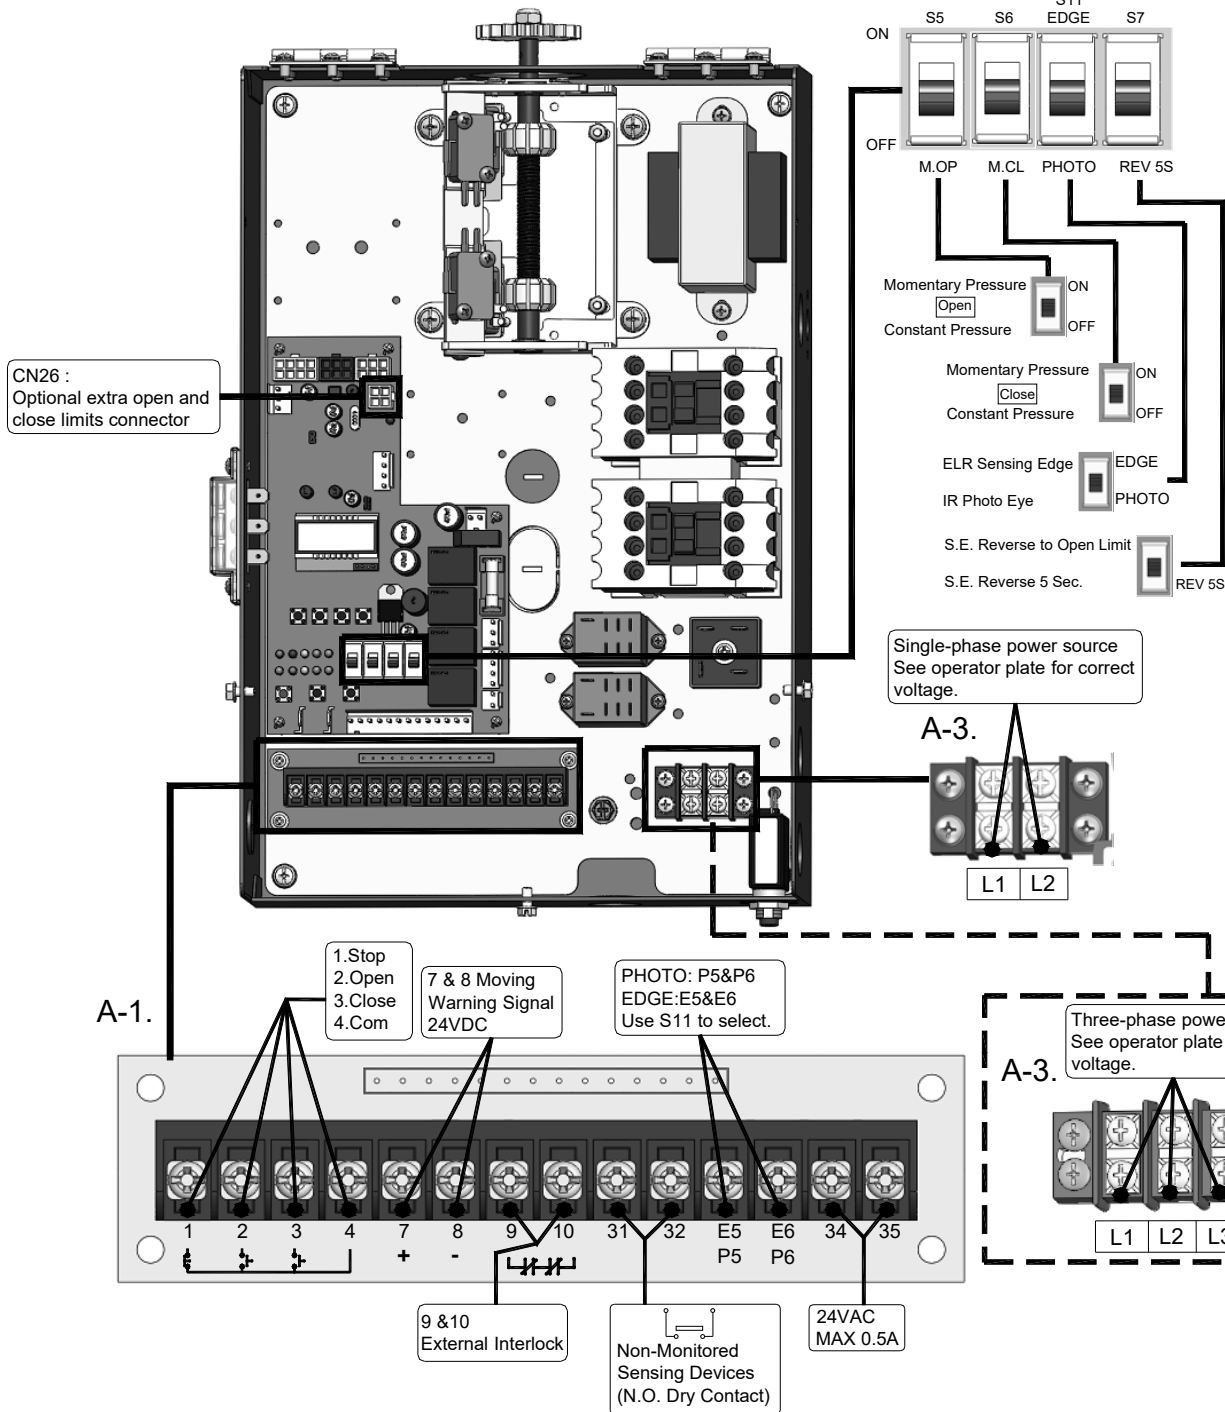 S11
S5 S6 EDGE S7
ON
OFF
M.OP M.CL PHOTO REV 5S
Momentary Pressure
Open
Constant Pressure
ON
OFF
Momentary Pressure
Close
Constant Pressure
ON
OFF
ELR Sensing Edge
IR Photo Eye
EDGE
PHOTO
S.E. Reverse to Open Limit
S.E. Reverse 5 Sec.
REV 5S
CN26 :
Optional extra open and
close limits connector
Single-phase power source
See operator plate for correct
voltage.
A-3.
L1 L2
A-1.
1.Stop
2.Open
3.Close
4.Com
7 & 8 Moving
Warning Signal
24VDC
PHOTO: P5&P6
EDGE:E5&E6
Use S11 to select.
A-3.
Three-phase powe
See operator plate
voltage.
L1 L2 L3
1 2 3 4 7 8 9 10 31 32 E5 E6 34 35
+ - P5 P6
9 &10
External Interlock
Non-Monitored
Sensing Devices
(N.O. Dry Contact)
24VAC
MAX 0.5A